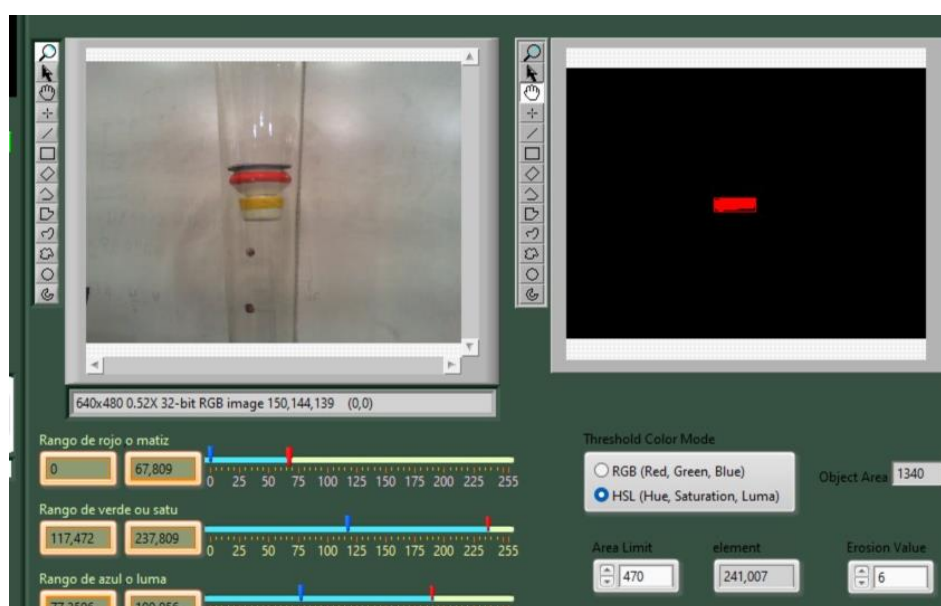 640x480 0.52X 32-bit RGB image 150,144,139 (0,0)
Rango de rojo o matiz
0 67,809
0 25 50 75 100 125 150 175 200 225 255
Rango de verde ou satu
117,472 237,809
0 25 50 75 100 125 150 175 200 225 255
Rango de azul o luma
Threshold Color Mode
RGB (Red, Green, Blue)
HSL (Hue, Saturation, Luma)
Object Area 1340
Area Limit
470
element
241,007
Erosion Value
6